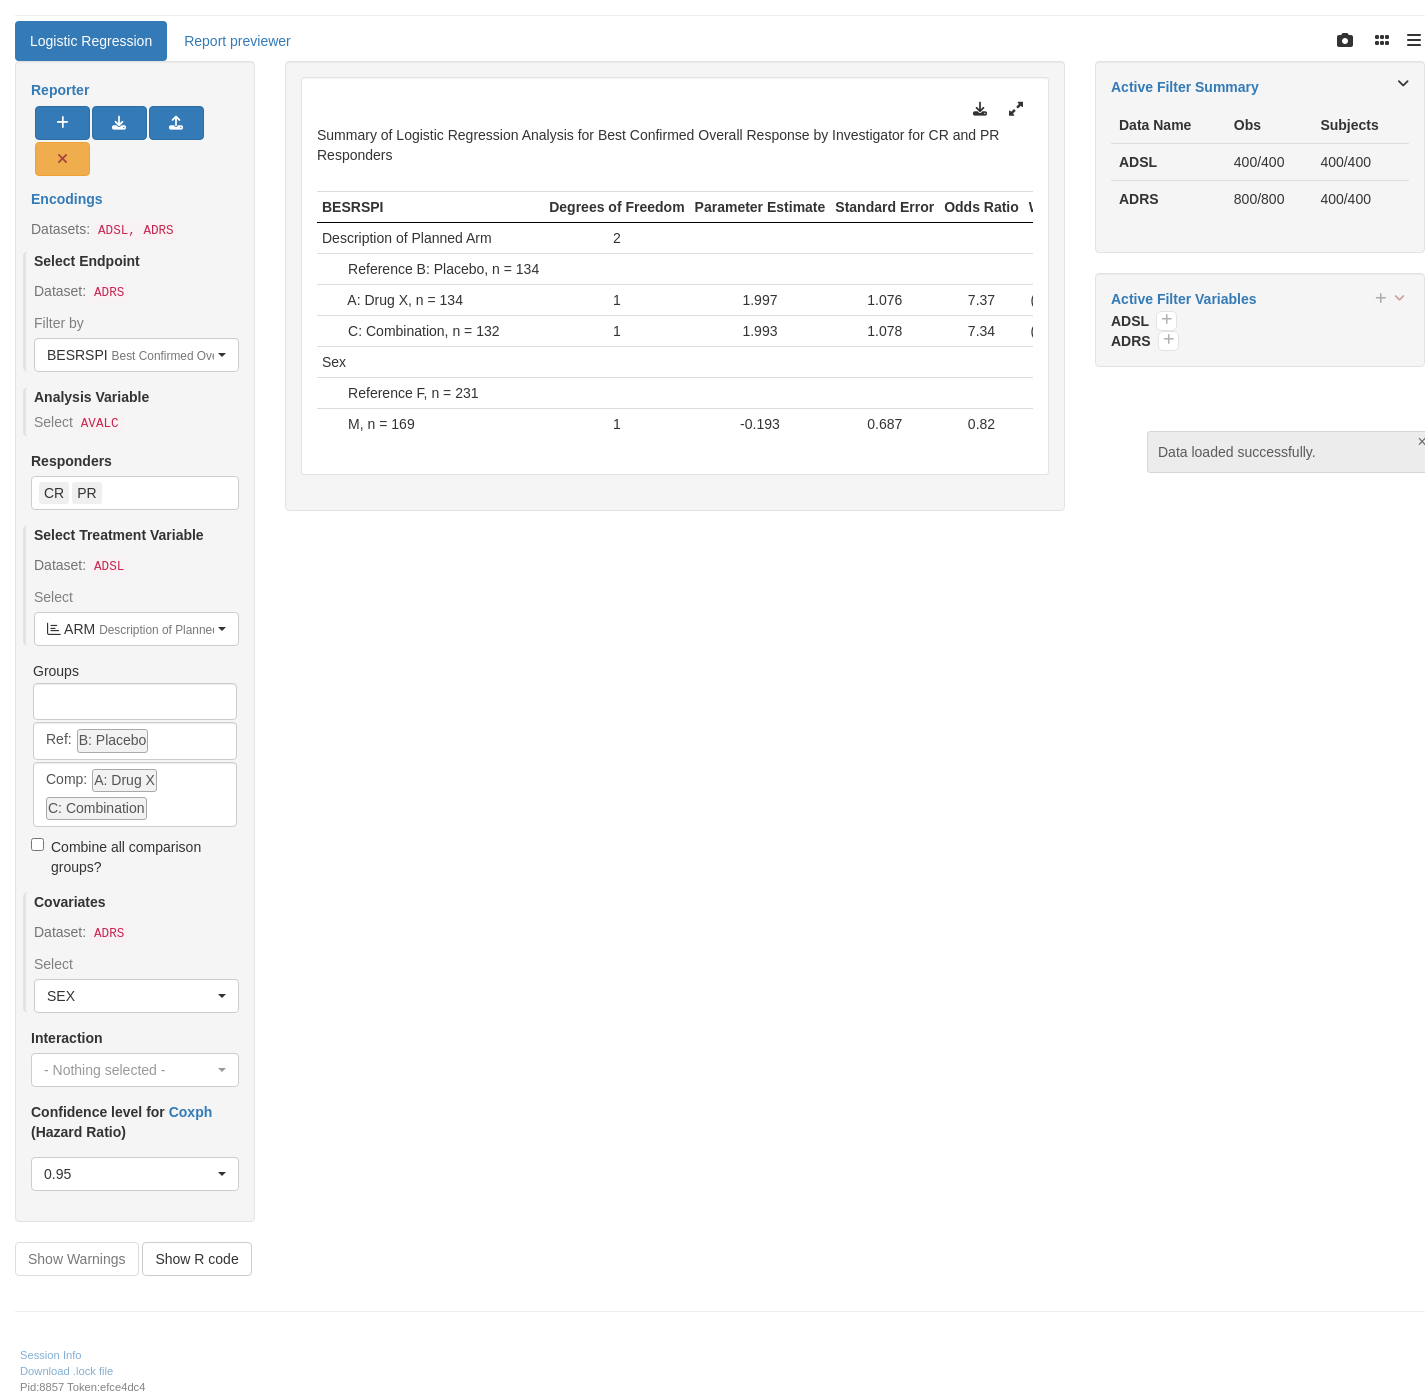 Logistic Regression
Report previewer
Reporter
Encodings
Datasets: ADSL, ADRS
Select Endpoint
Dataset: ADRS
Filter by
BESRSPI Best Confirmed Ove
Analysis Variable
Select AVALC
Responders
CR PR
Select Treatment Variable
Dataset: ADSL
Select
ARM Description of Planned
Groups
Ref: B: Placebo
Comp: A: Drug X
C: Combination
Combine all comparison
groups?
Covariates
Dataset: ADRS
Select
SEX
Interaction
- Nothing selected -
Confidence level for Coxph
(Hazard Ratio)
0.95
Show Warnings
Show R code
Summary of Logistic Regression Analysis for Best Confirmed Overall Response by Investigator for CR and PR
Responders
BESRSPI Degrees of Freedom Parameter Estimate Standard Error Odds Ratio
Description of Planned Arm 2
Reference B: Placebo, n = 134
A: Drug X, n = 134 1 1.997 1.076 7.37 (
C: Combination, n = 132 1 1.993 1.078 7.34 (
Sex
Reference F, n = 231
M, n = 169 1 -0.193 0.687 0.82
Active Filter Summary
Data Name Obs Subjects
ADSL 400/400 400/400
ADRS 800/800 400/400
Active Filter Variables
ADSL
ADRS
Data loaded successfully.
Session Info
Download .lock file
Pid:8857 Token:efce4dc4